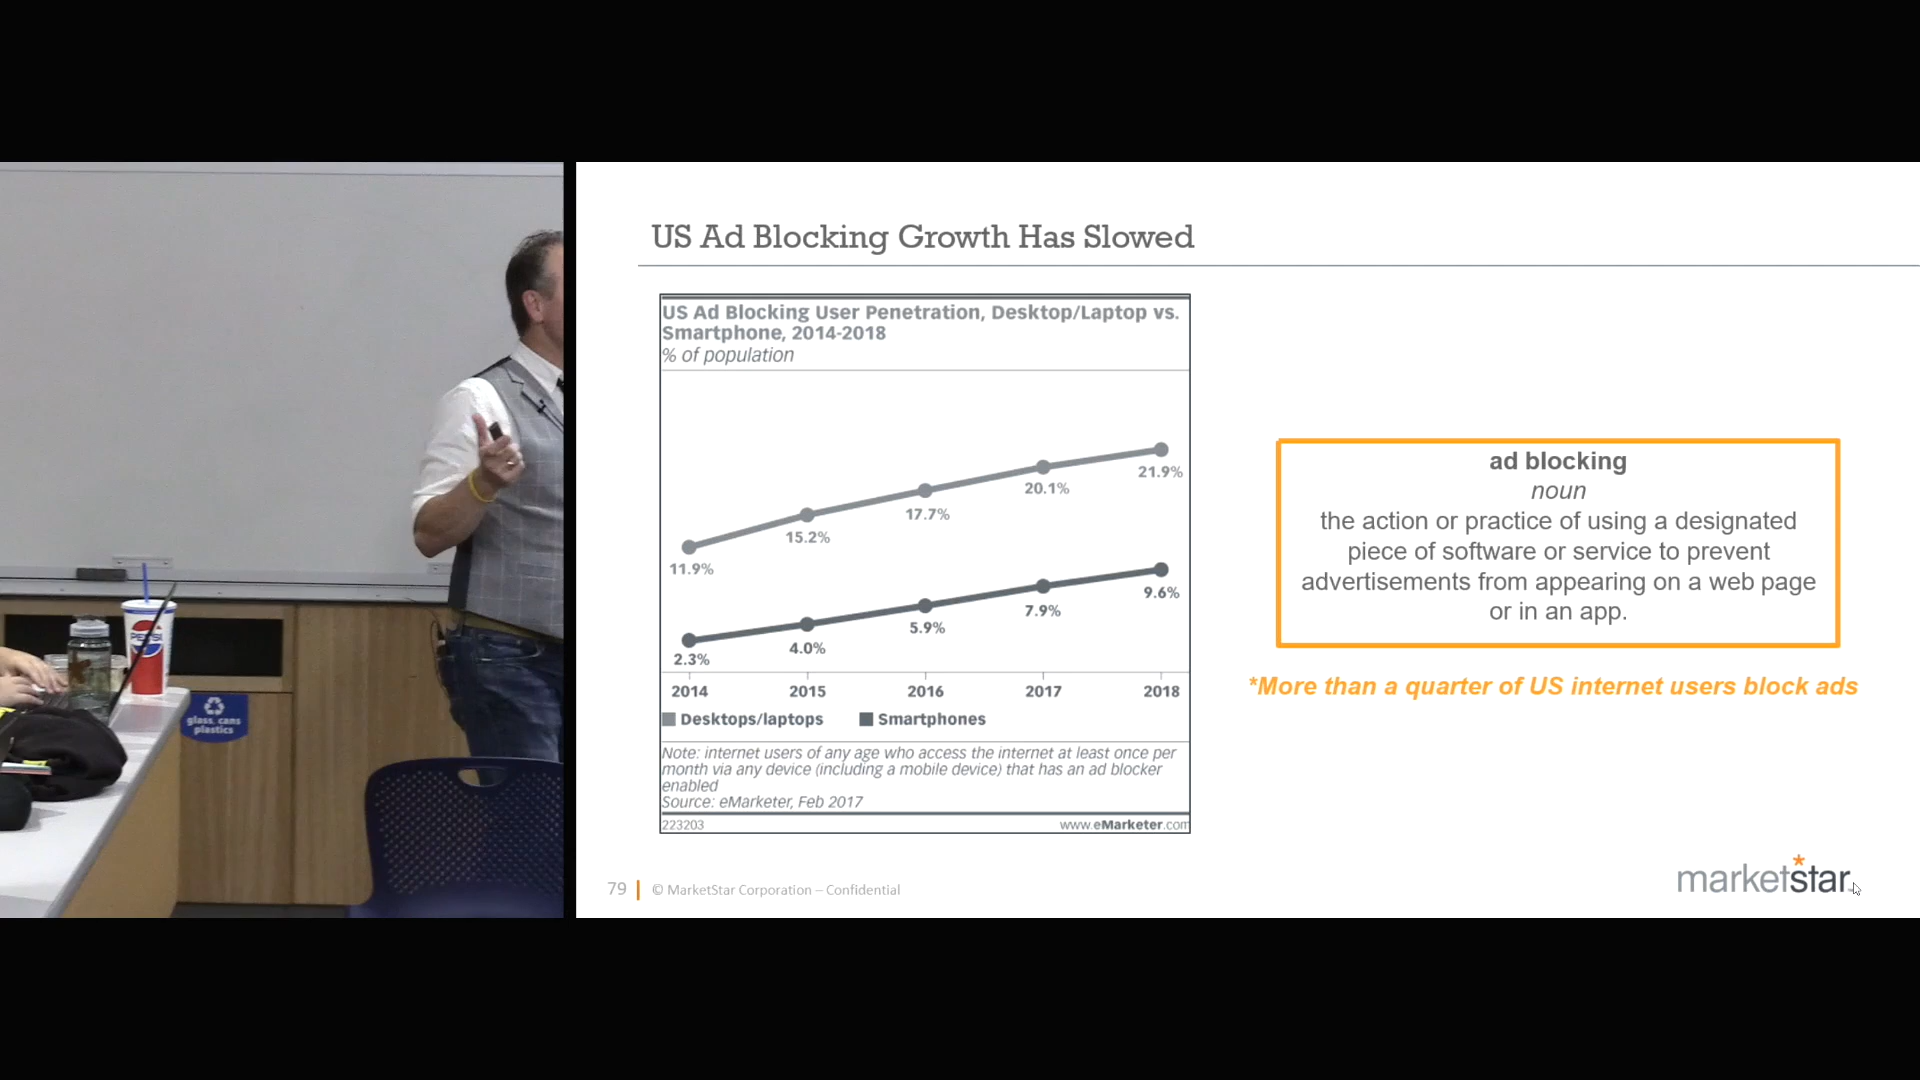 US Ad Blocking Growth Has Slowed
US Ad Blocking User Penetration, Desktop/Laptop vs.
Smartphone, 2014-2018
% of population
21.9%
20.1%
17.7%
15.2%
11.9%
9.6%
7.9%
5.9%
4.0%
2.3%
2014 2015 2016 2017 2018
Desktops/laptops Smartphones
Note: internet users of any age who access the internet at least once per
month via any device (including a mobile device) that has an ad blocker
enabled
Source: eMarketer, Feb 2017
223203 www.eMarketer.com
ad blocking
noun
the action or practice of using a designated
piece of software or service to prevent
advertisements from appearing on a web page
or in an app.
*More than a quarter of US internet users block ads
79 © MarketStar Corporation – Confidential
marketstar
PEPSI
glass, cans
plastics